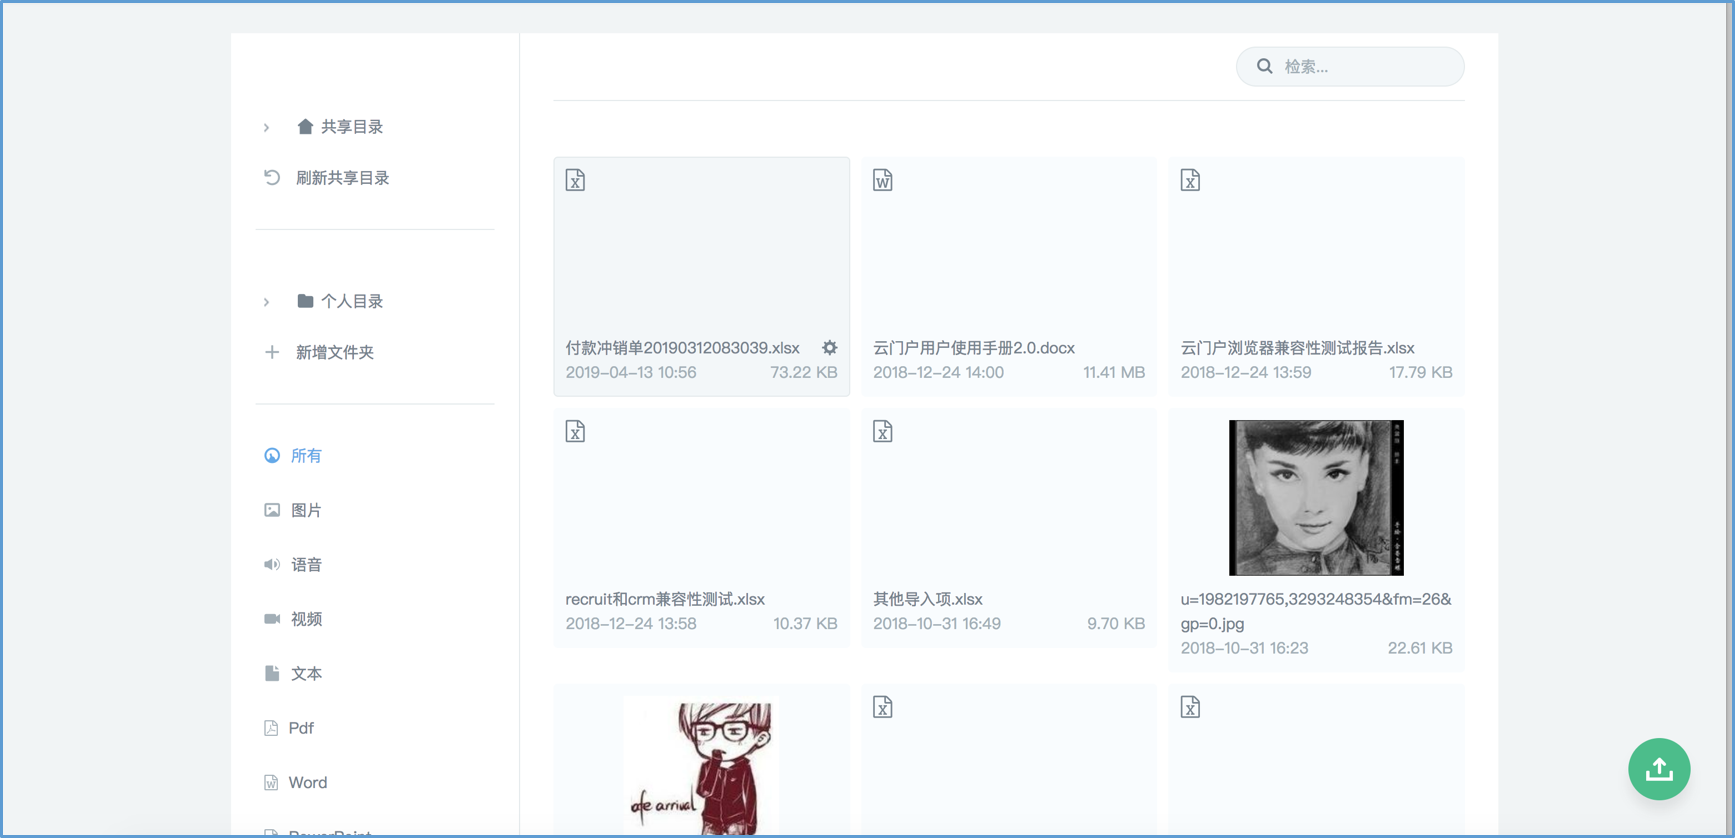 检索...
共享目录
刷新共享目录
个人目录
新增文件夹
所有
图片
语音
视频
文本
Pdf
Word
PowerPoint
付款冲销单20190312083039.xlsx
2019-04-13 10:56 73.22 KB
云门户用户使用手册2.0.docx
2018-12-24 14:00 11.41 MB
云门户浏览器兼容性测试报告.xlsx
2018-12-24 13:59 17.79 KB
recruit和crm兼容性测试.xlsx
2018-12-24 13:58 10.37 KB
其他导入项.xlsx
2018-10-31 16:49 9.70 KB
u=1982197765,3293248354&fm=26&
gp=0.jpg
2018-10-31 16:23 22.61 KB
arrival